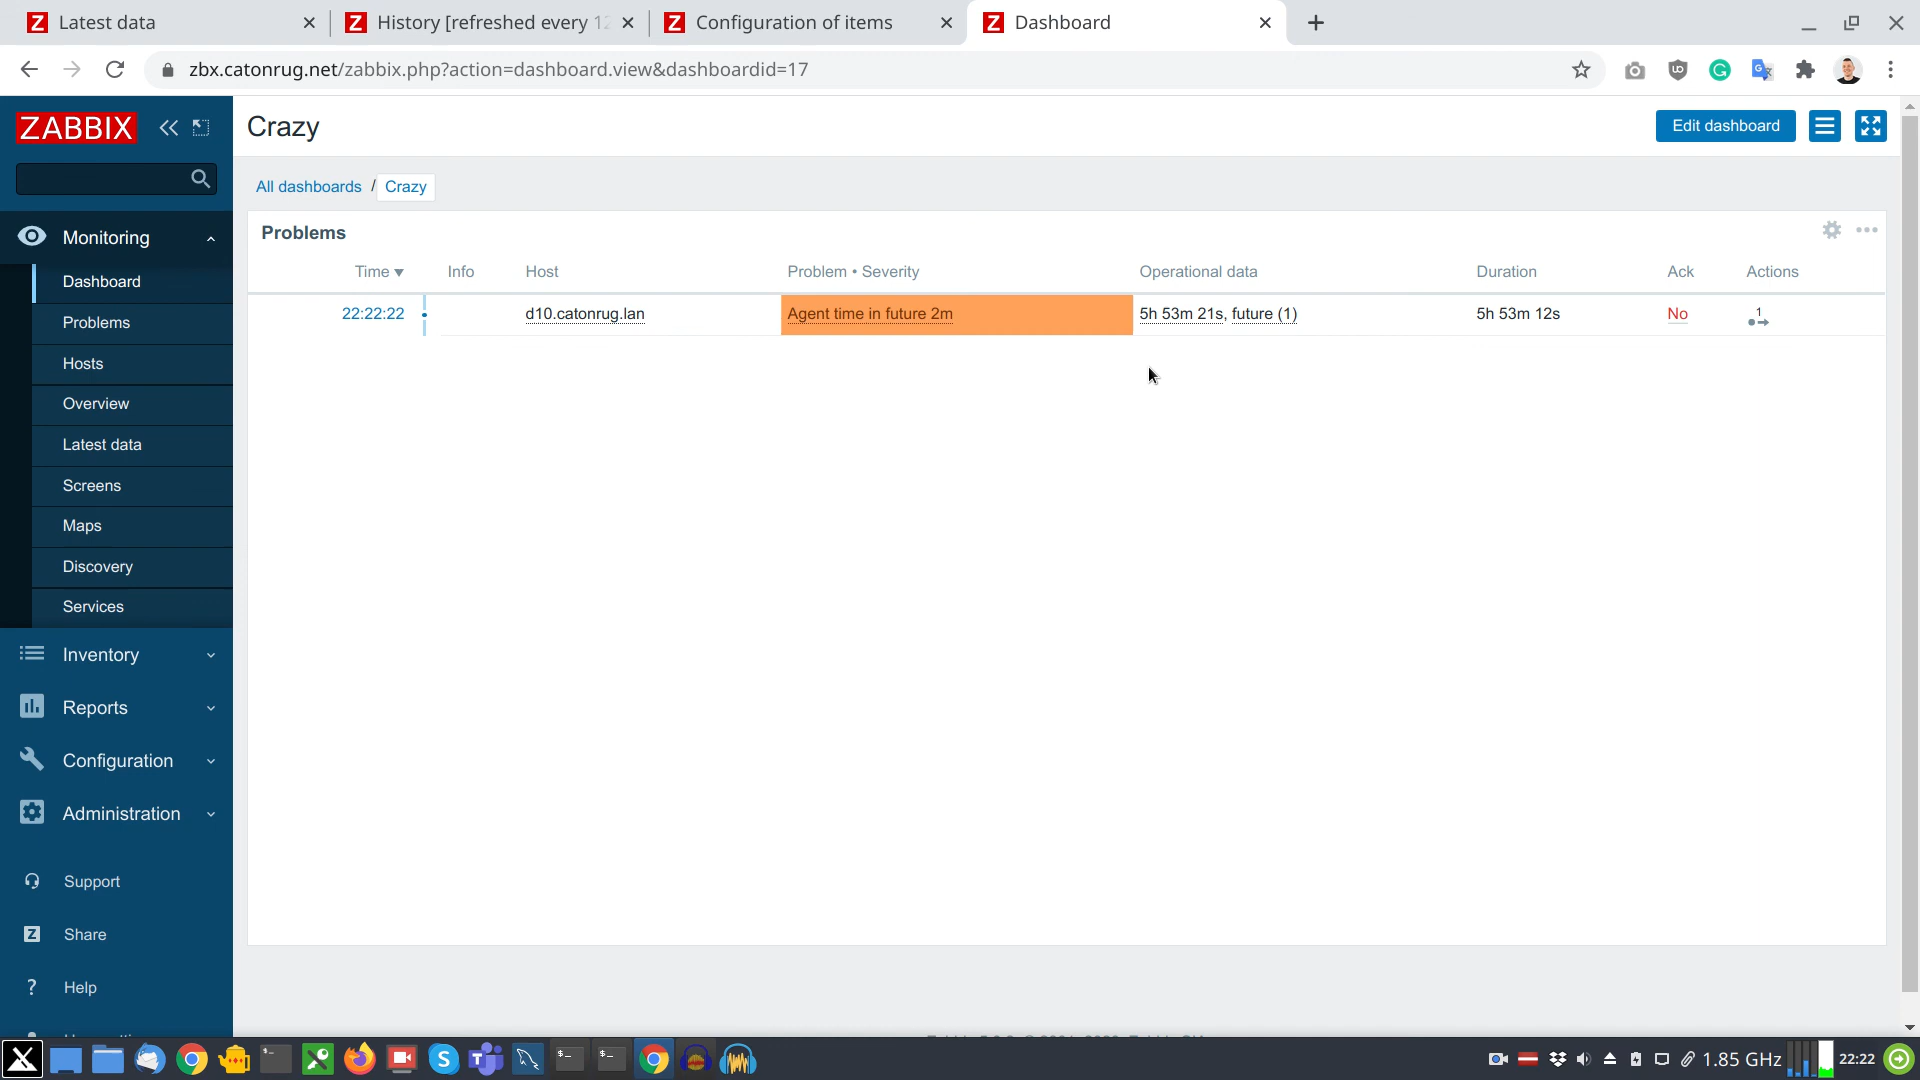 Latest data
History [refreshed every 12
Configuration of items
Dashboard
zbx.catonrug.net/zabbix.php?action=dashboard.view&dashboardid=17
ZABBIX
Crazy
Edit dashboard
All dashboards / Crazy
Monitoring
Dashboard
Problems
Hosts
Overview
Latest data
Screens
Maps
Discovery
Services
Inventory
Reports
Configuration
Administration
Support
Share
Help
Problems
Time ▼ Info Host Problem • Severity Operational data Duration Ack Actions
22:22:22 d10.catonrug.lan Agent time in future 2m 5h 53m 21s, future (1) 5h 53m 12s No 1
1.85 GHz
22:22